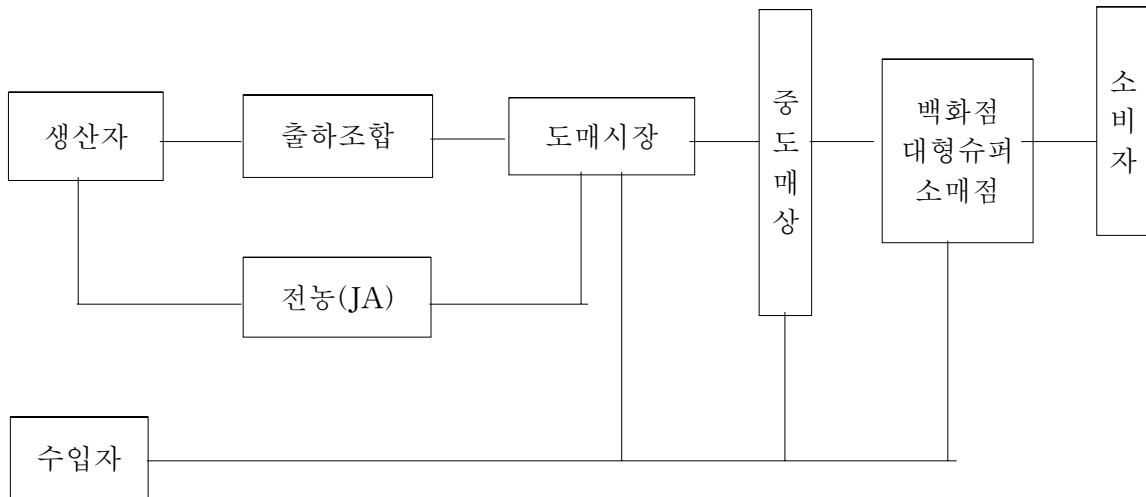 생산자
출하조합
도매시장
중도매상
백화점
대형슈퍼
소매점
소비자
전농(JA)
수입자